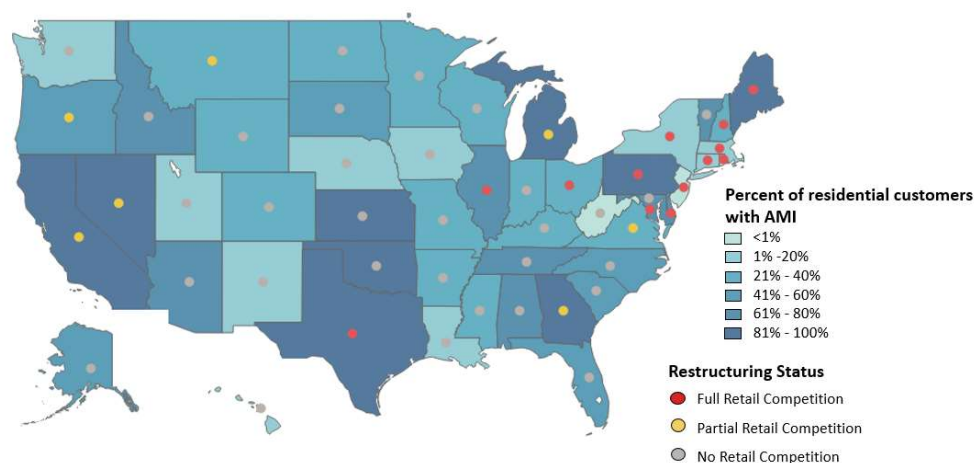 Percent of residential customers
with AMI
<1%
1% -20%
21% - 40%
41% - 60%
61% - 80%
81% - 100%
Restructuring Status
Full Retail Competition
Partial Retail Competition
No Retail Competition